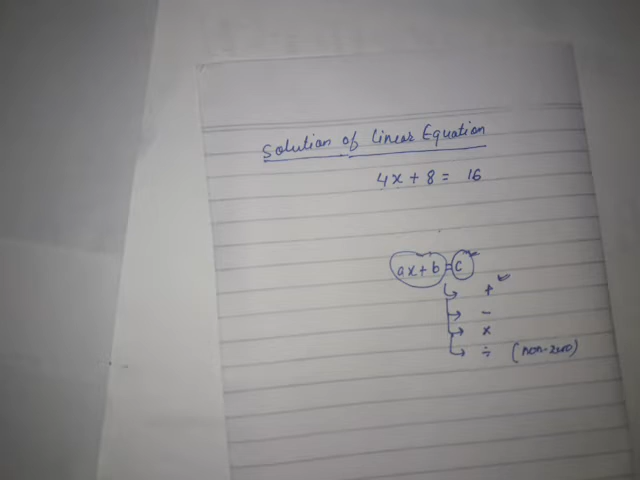 Solution of Linear Equation
4x + 8 = 16
ax + b = c
+
-
×
÷ (non-zero)